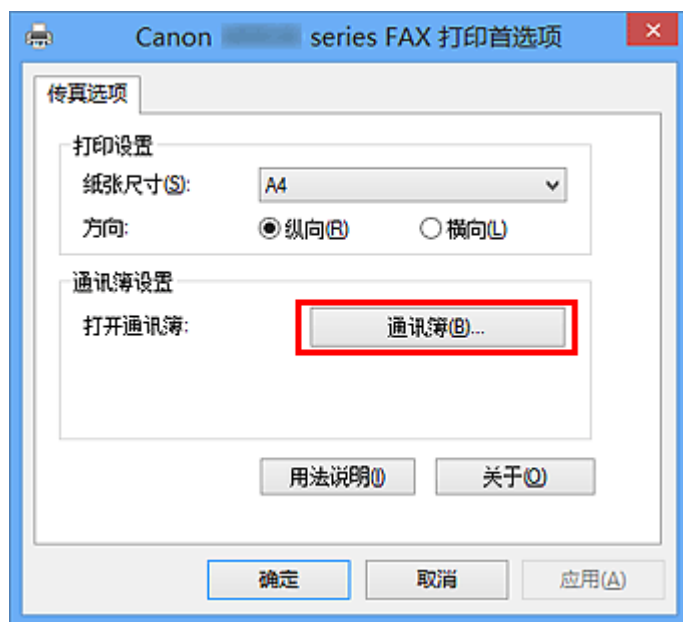 Canon series FAX 打印首选项
传真选项
打印设置
纸张尺寸(S): A4
方向: 纵向(R) 横向(L)
通讯簿设置
打开通讯簿: 通讯簿(B)...
用法说明(I) 关于(O)
确定 取消 应用(A)